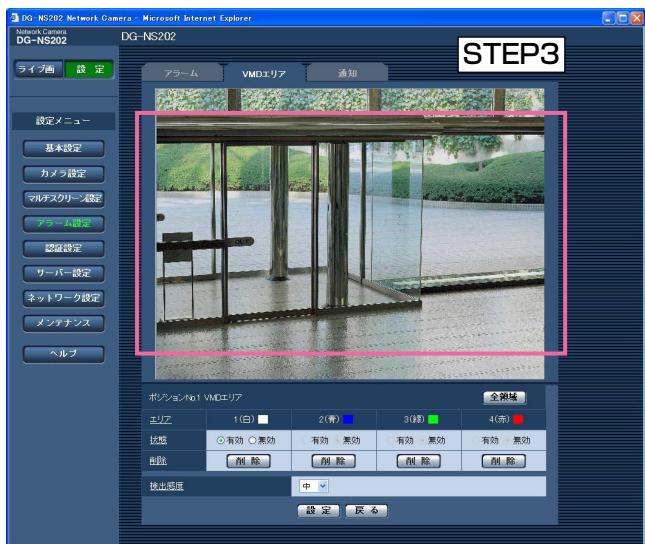 DG-NS202 Network Camera - Microsoft Internet Explorer
Network Camera
DG-NS202
DG-NS202
STEP3
ライブ画 設 定
アラーム VMDエリア 通知
設定メニュー
基本設定
カメラ設定
マルチスクリーン設定
アラーム設定
認証設定
サーバー設定
ネットワーク設定
メンテナンス
ヘルプ
ポジションNo.1 VMDエリア 全領域
エリア 1(白) 2(青) 3(緑) 4(赤)
状態 有効 無効 有効 無効 有効 無効 有効 無効
削除 削 除 削 除 削 除 削 除
検出感度 中
設 定 戻 る